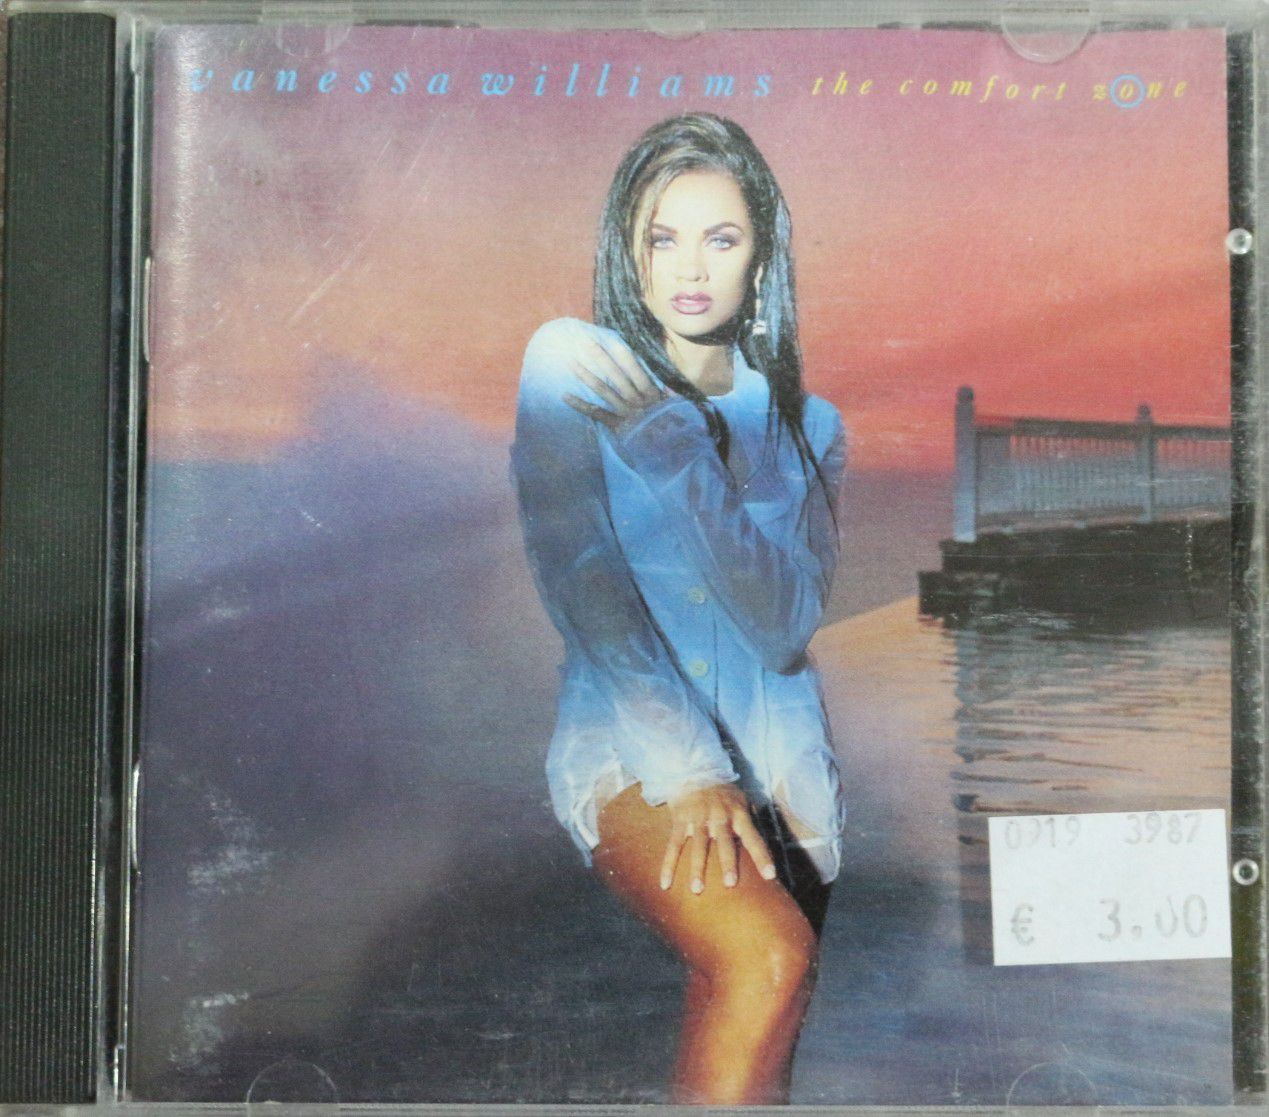 vanessa williams the comfort zone
0919 3987
€ 3.00